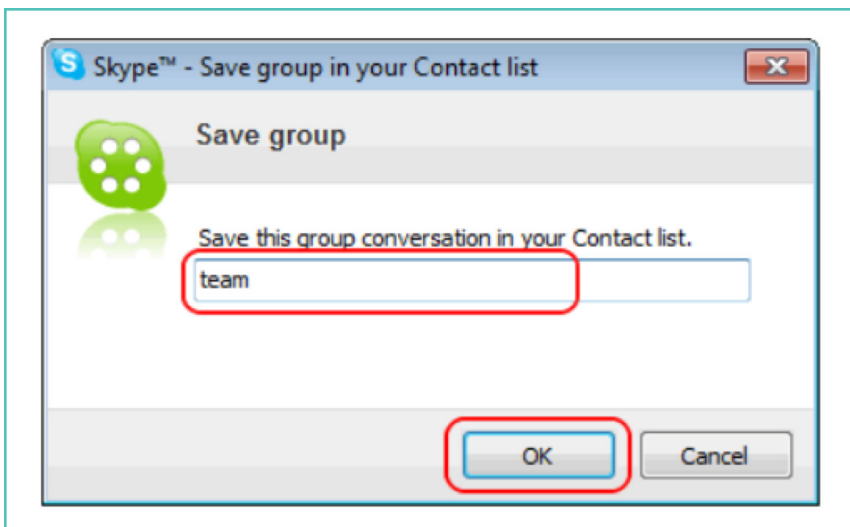 Skype™ - Save group in your Contact list
Save group
Save this group conversation in your Contact list.
team
OK
Cancel